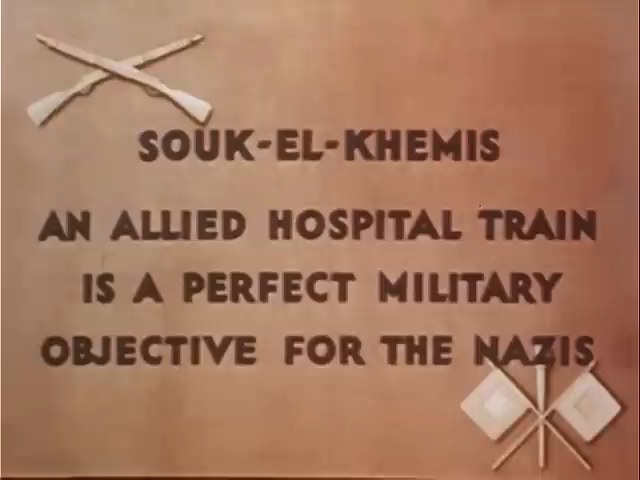 SOUK-EL-KHEMIS
AN ALLIED HOSPITAL TRAIN
IS A PERFECT MILITARY
OBJECTIVE FOR THE NAZIS